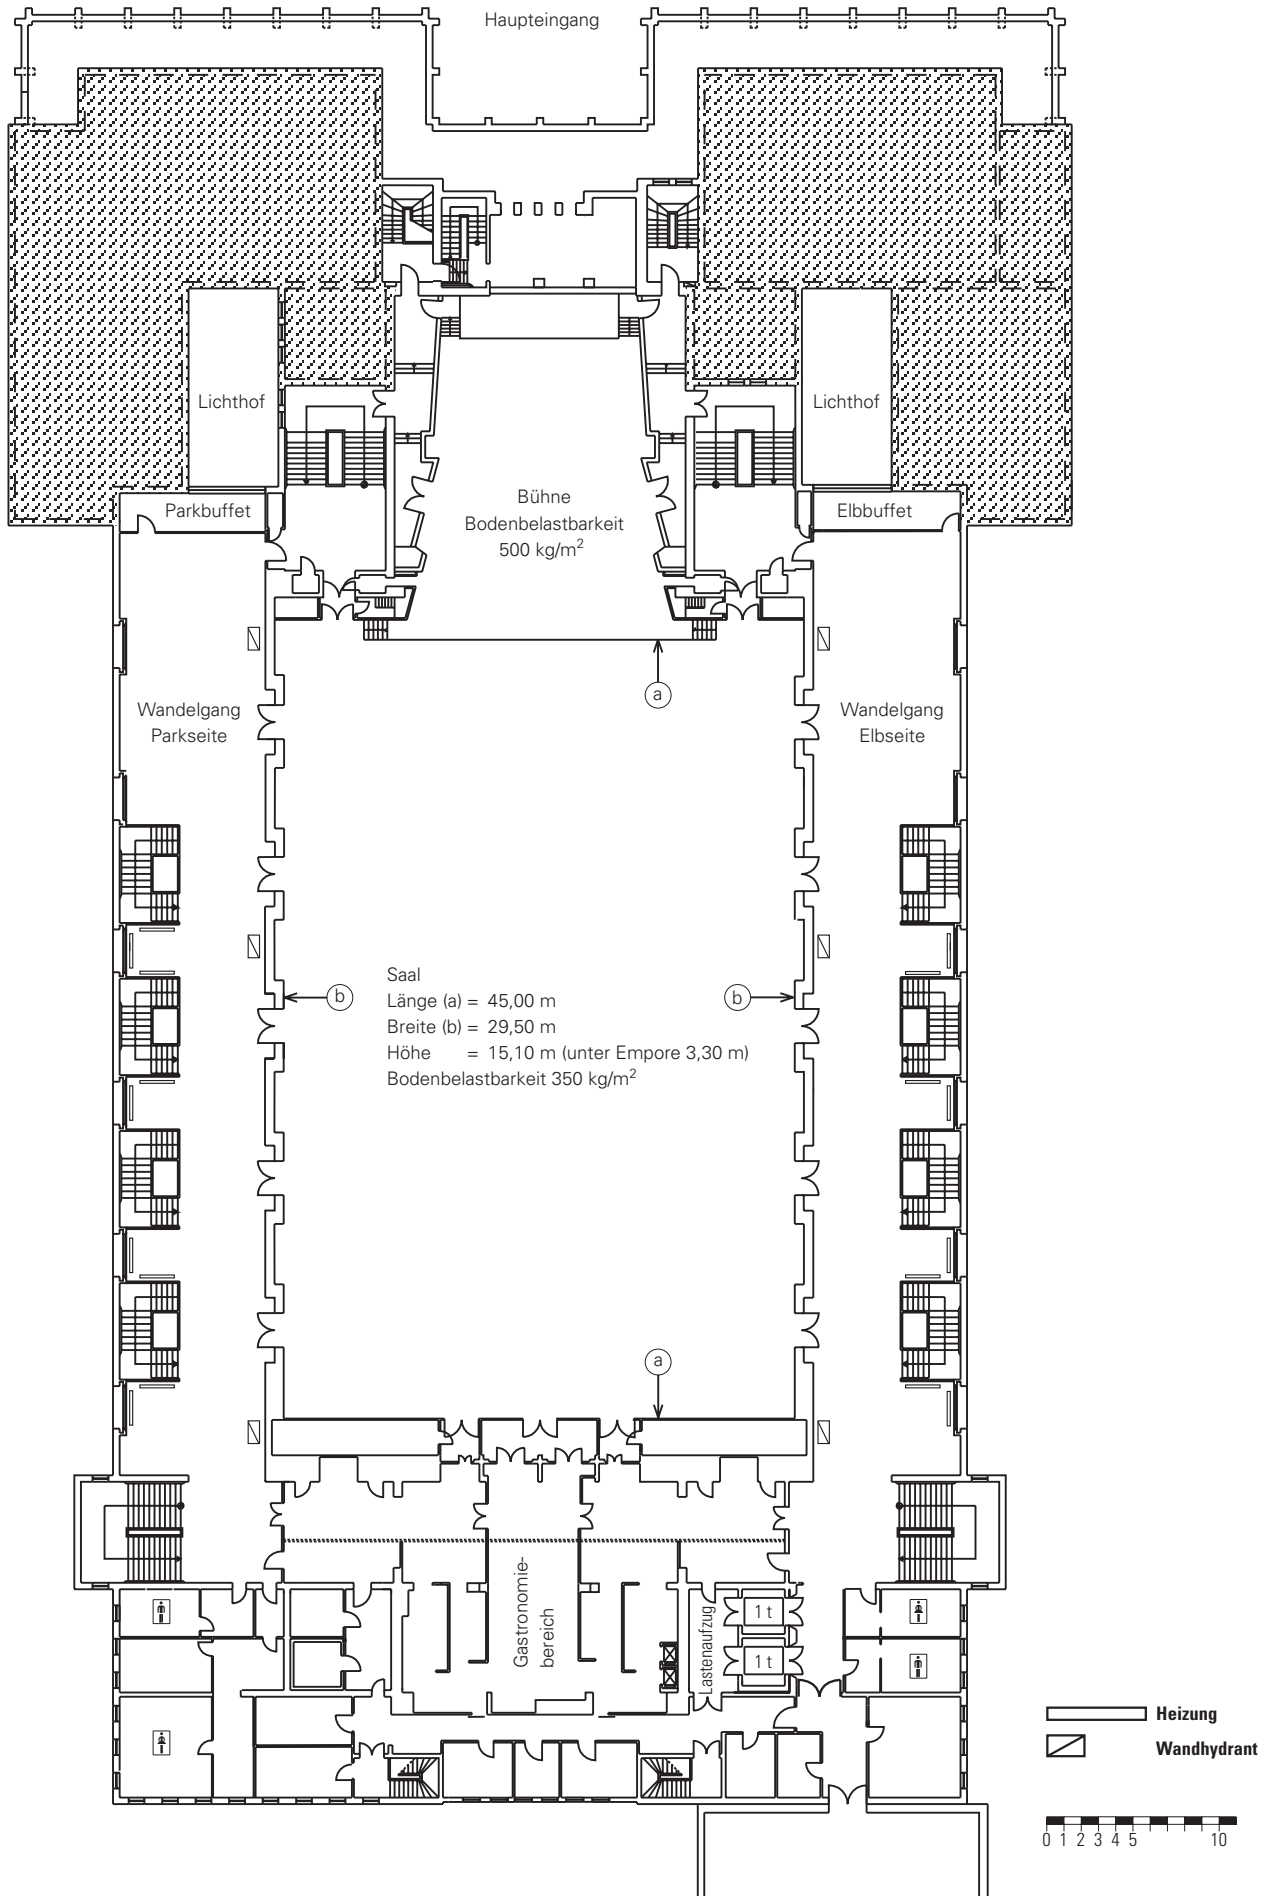 Haupteingang
Lichthof
Lichthof
Parkbuffet
Bühne
Bodenbelastbarkeit
500 kg/m²
Elbbuffet
a
Wandelgang
Parkseite
Wandelgang
Elbseite
b
b
Saal
Länge (a) = 45,00 m
Breite (b) = 29,50 m
Höhe = 15,10 m (unter Empore 3,30 m)
Bodenbelastbarkeit 350 kg/m²
a
Gastronomie-
bereich
Lastenaufzug
1 t
1 t
Heizung
Wandhydrant
0 1 2 3 4 5 10